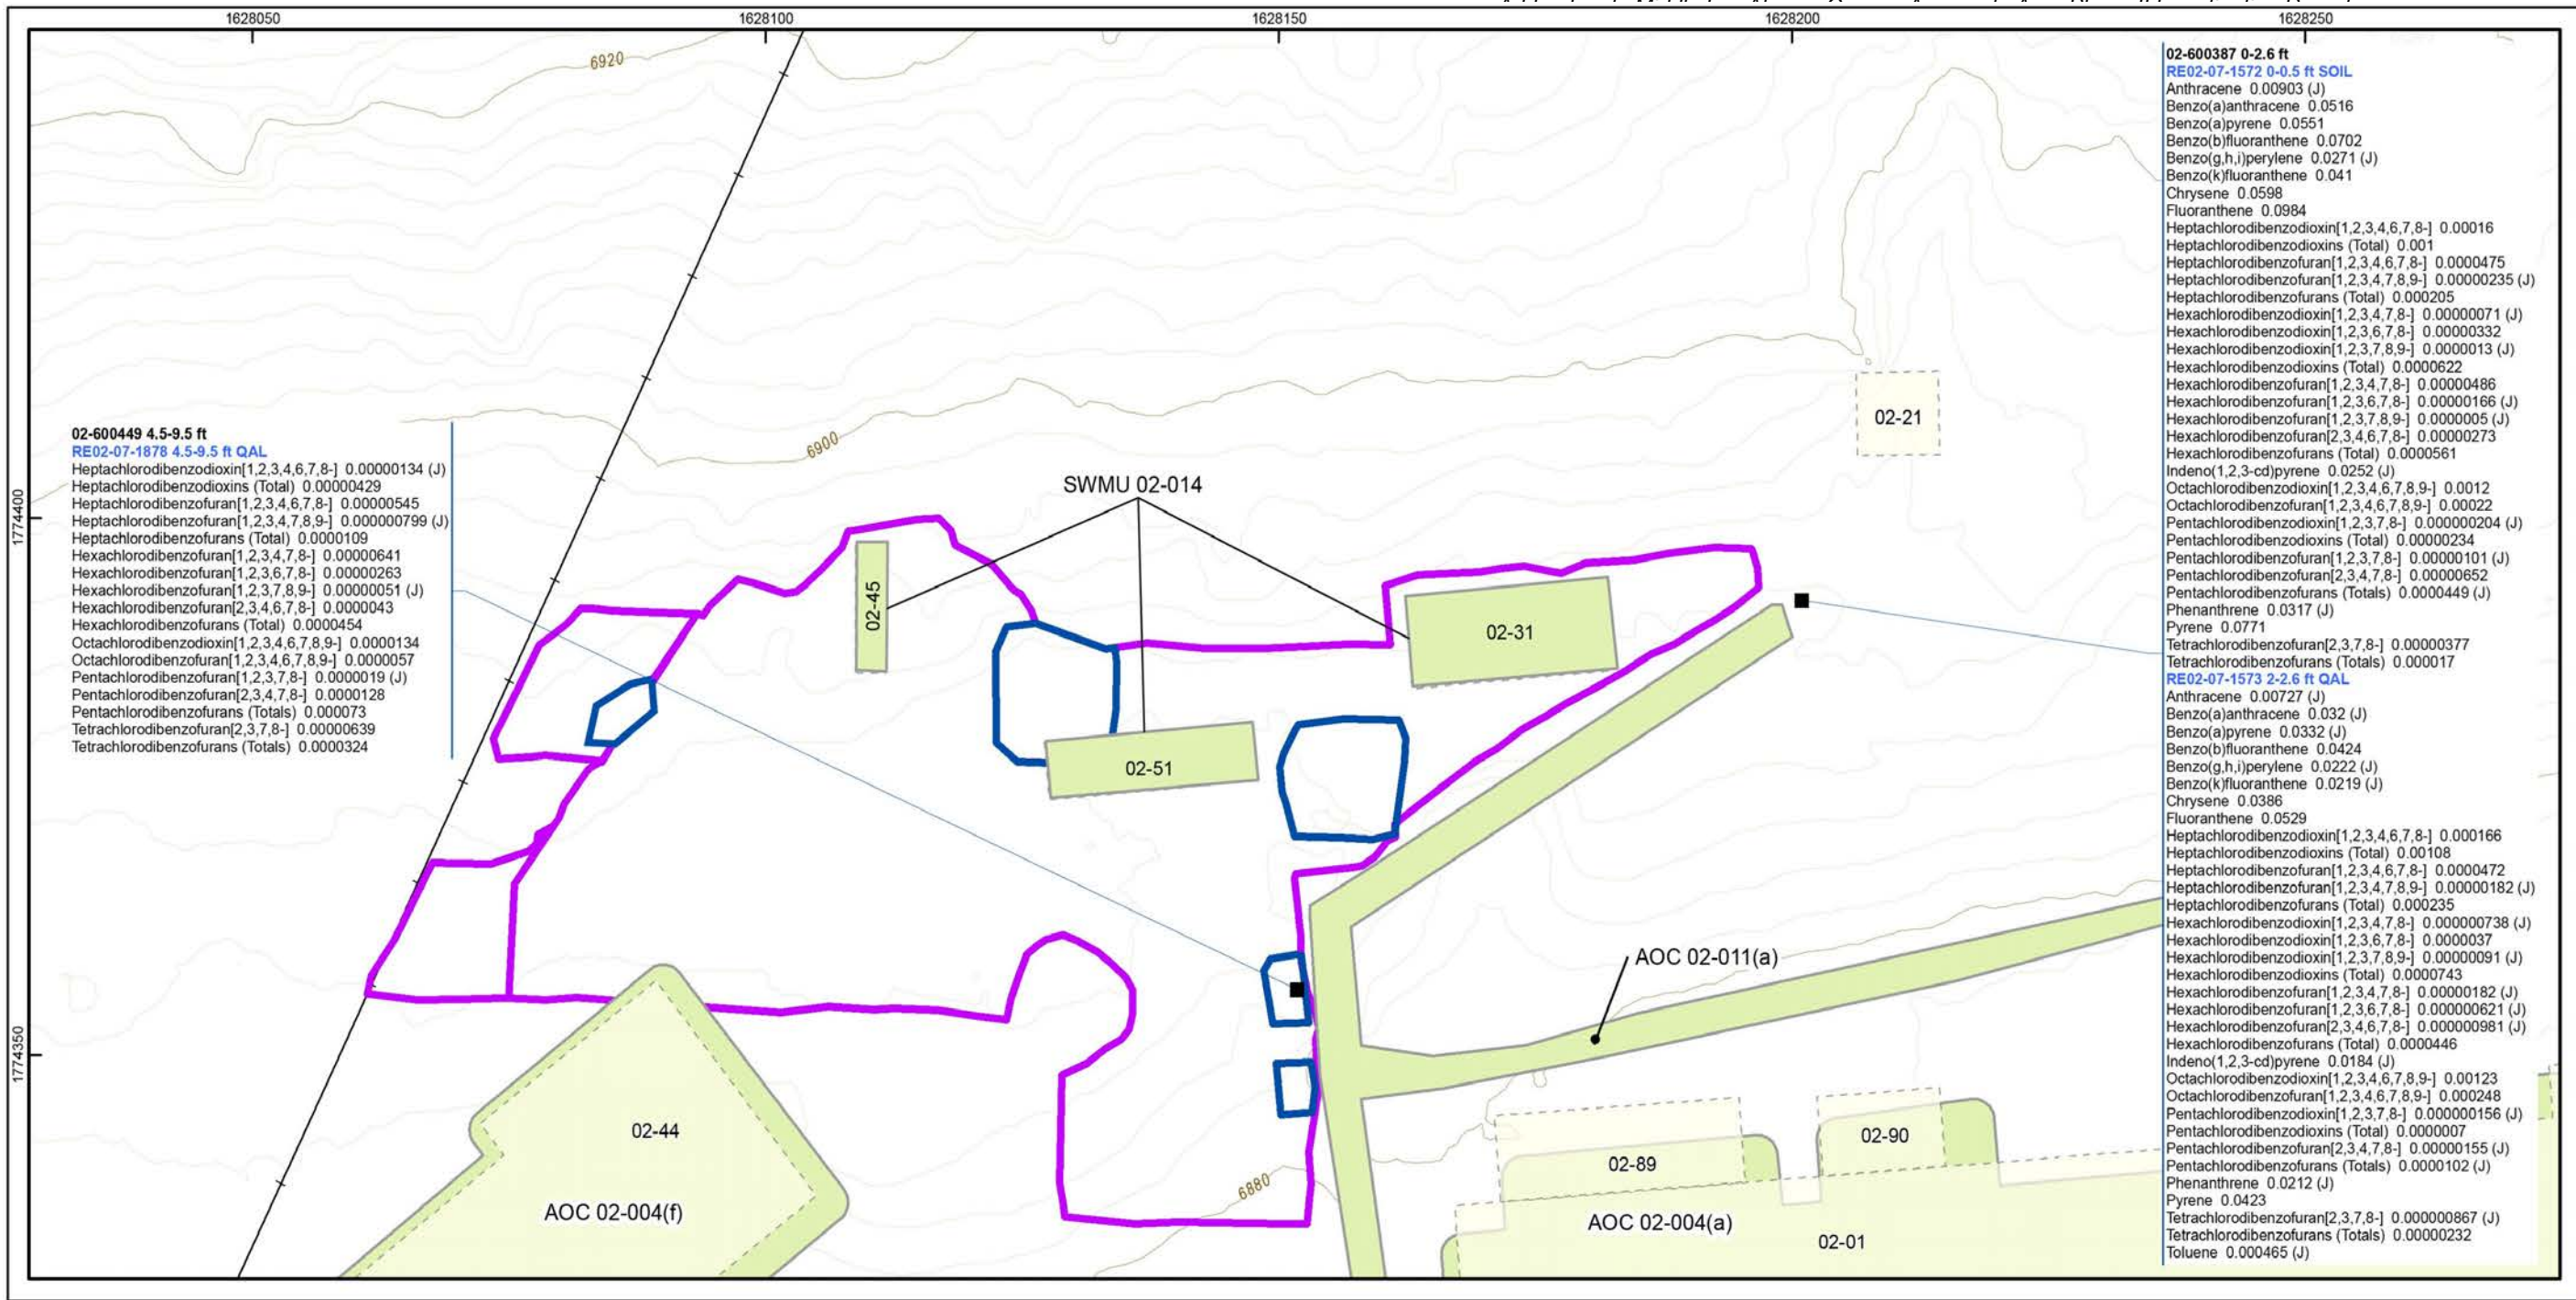 1628050
1628100
1628150
1628200
1628250
6920
02-600387 0-2.6 ft
RE02-07-1572 0-0.5 ft SOIL
Anthracene 0.00903 (J)
Benzo(a)anthracene 0.0516
Benzo(a)pyrene 0.0551
Benzo(b)fluoranthene 0.0702
Benzo(g,h,i)perylene 0.0271 (J)
Benzo(k)fluoranthene 0.041
Chrysene 0.0598
Fluoranthene 0.0984
Heptachlorodibenzodioxin[1,2,3,4,6,7,8-] 0.00016
Heptachlorodibenzodioxins (Total) 0.001
Heptachlorodibenzofuran[1,2,3,4,6,7,8-] 0.0000475
Heptachlorodibenzofuran[1,2,3,4,7,8,9-] 0.00000235 (J)
Heptachlorodibenzofurans (Total) 0.000205
Hexachlorodibenzodioxin[1,2,3,4,7,8-] 0.00000071 (J)
Hexachlorodibenzodioxin[1,2,3,6,7,8-] 0.00000332
Hexachlorodibenzodioxin[1,2,3,7,8,9-] 0.0000013 (J)
Hexachlorodibenzodioxins (Total) 0.0000622
Hexachlorodibenzofuran[1,2,3,4,7,8-] 0.00000486
Hexachlorodibenzofuran[1,2,3,6,7,8-] 0.00000166 (J)
Hexachlorodibenzofuran[1,2,3,7,8,9-] 0.0000005 (J)
Hexachlorodibenzofuran[2,3,4,6,7,8-] 0.00000273
Hexachlorodibenzofurans (Total) 0.0000561
Indeno(1,2,3-cd)pyrene 0.0252 (J)
Octachlorodibenzodioxin[1,2,3,4,6,7,8,9-] 0.0012
Octachlorodibenzofuran[1,2,3,4,6,7,8,9-] 0.00022
Pentachlorodibenzodioxin[1,2,3,7,8-] 0.000000204 (J)
Pentachlorodibenzodioxins (Total) 0.00000234
Pentachlorodibenzofuran[1,2,3,7,8-] 0.00000101 (J)
Pentachlorodibenzofuran[2,3,4,7,8-] 0.00000652
Pentachlorodibenzofurans (Totals) 0.0000449 (J)
Phenanthrene 0.0317 (J)
Pyrene 0.0771
Tetrachlorodibenzofuran[2,3,7,8-] 0.00000377
Tetrachlorodibenzofurans (Totals) 0.000017
RE02-07-1573 2-2.6 ft QAL
Anthracene 0.00727 (J)
Benzo(a)anthracene 0.032 (J)
Benzo(a)pyrene 0.0332 (J)
Benzo(b)fluoranthene 0.0424
Benzo(g,h,i)perylene 0.0222 (J)
Benzo(k)fluoranthene 0.0219 (J)
Chrysene 0.0386
Fluoranthene 0.0529
Heptachlorodibenzodioxin[1,2,3,4,6,7,8-] 0.000166
Heptachlorodibenzodioxins (Total) 0.00108
Heptachlorodibenzofuran[1,2,3,4,6,7,8-] 0.0000472
Heptachlorodibenzofuran[1,2,3,4,7,8,9-] 0.00000182 (J)
Heptachlorodibenzofurans (Total) 0.000235
Hexachlorodibenzodioxin[1,2,3,4,7,8-] 0.000000738 (J)
Hexachlorodibenzodioxin[1,2,3,6,7,8-] 0.0000037
Hexachlorodibenzodioxin[1,2,3,7,8,9-] 0.00000091 (J)
Hexachlorodibenzodioxins (Total) 0.0000743
Hexachlorodibenzofuran[1,2,3,4,7,8-] 0.00000182 (J)
Hexachlorodibenzofuran[1,2,3,6,7,8-] 0.000000621 (J)
Hexachlorodibenzofuran[2,3,4,6,7,8-] 0.000000981 (J)
Hexachlorodibenzofurans (Total) 0.0000446
Indeno(1,2,3-cd)pyrene 0.0184 (J)
Octachlorodibenzodioxin[1,2,3,4,6,7,8,9-] 0.00123
Octachlorodibenzofuran[1,2,3,4,6,7,8,9-] 0.000248
Pentachlorodibenzodioxin[1,2,3,7,8-] 0.000000156 (J)
Pentachlorodibenzodioxins (Total) 0.0000007
Pentachlorodibenzofuran[2,3,4,7,8-] 0.00000155 (J)
Pentachlorodibenzofurans (Totals) 0.0000102 (J)
Phenanthrene 0.0212 (J)
Pyrene 0.0423
Tetrachlorodibenzofuran[2,3,7,8-] 0.000000867 (J)
Tetrachlorodibenzofurans (Totals) 0.00000232
Toluene 0.000465 (J)
02-600449 4.5-9.5 ft
RE02-07-1878 4.5-9.5 ft QAL
Heptachlorodibenzodioxin[1,2,3,4,6,7,8-] 0.00000134 (J)
Heptachlorodibenzodioxins (Total) 0.00000429
Heptachlorodibenzofuran[1,2,3,4,6,7,8-] 0.00000545
Heptachlorodibenzofuran[1,2,3,4,7,8,9-] 0.000000799 (J)
Heptachlorodibenzofurans (Total) 0.0000109
Hexachlorodibenzofuran[1,2,3,4,7,8-] 0.00000641
Hexachlorodibenzofuran[1,2,3,6,7,8-] 0.00000263
Hexachlorodibenzofuran[1,2,3,7,8,9-] 0.00000051 (J)
Hexachlorodibenzofuran[2,3,4,6,7,8-] 0.0000043
Hexachlorodibenzofurans (Total) 0.0000454
Octachlorodibenzodioxin[1,2,3,4,6,7,8,9-] 0.0000134
Octachlorodibenzofuran[1,2,3,4,6,7,8,9-] 0.0000057
Pentachlorodibenzofuran[1,2,3,7,8-] 0.0000019 (J)
Pentachlorodibenzofuran[2,3,4,7,8-] 0.0000128
Pentachlorodibenzofurans (Totals) 0.000073
Tetrachlorodibenzofuran[2,3,7,8-] 0.00000639
Tetrachlorodibenzofurans (Totals) 0.0000324
02-21
6900
SWMU 02-014
1774400
02-45
02-31
02-51
AOC 02-011(a)
1774350
02-44
02-89
02-90
6880
AOC 02-004(f)
AOC 02-004(a)
02-01